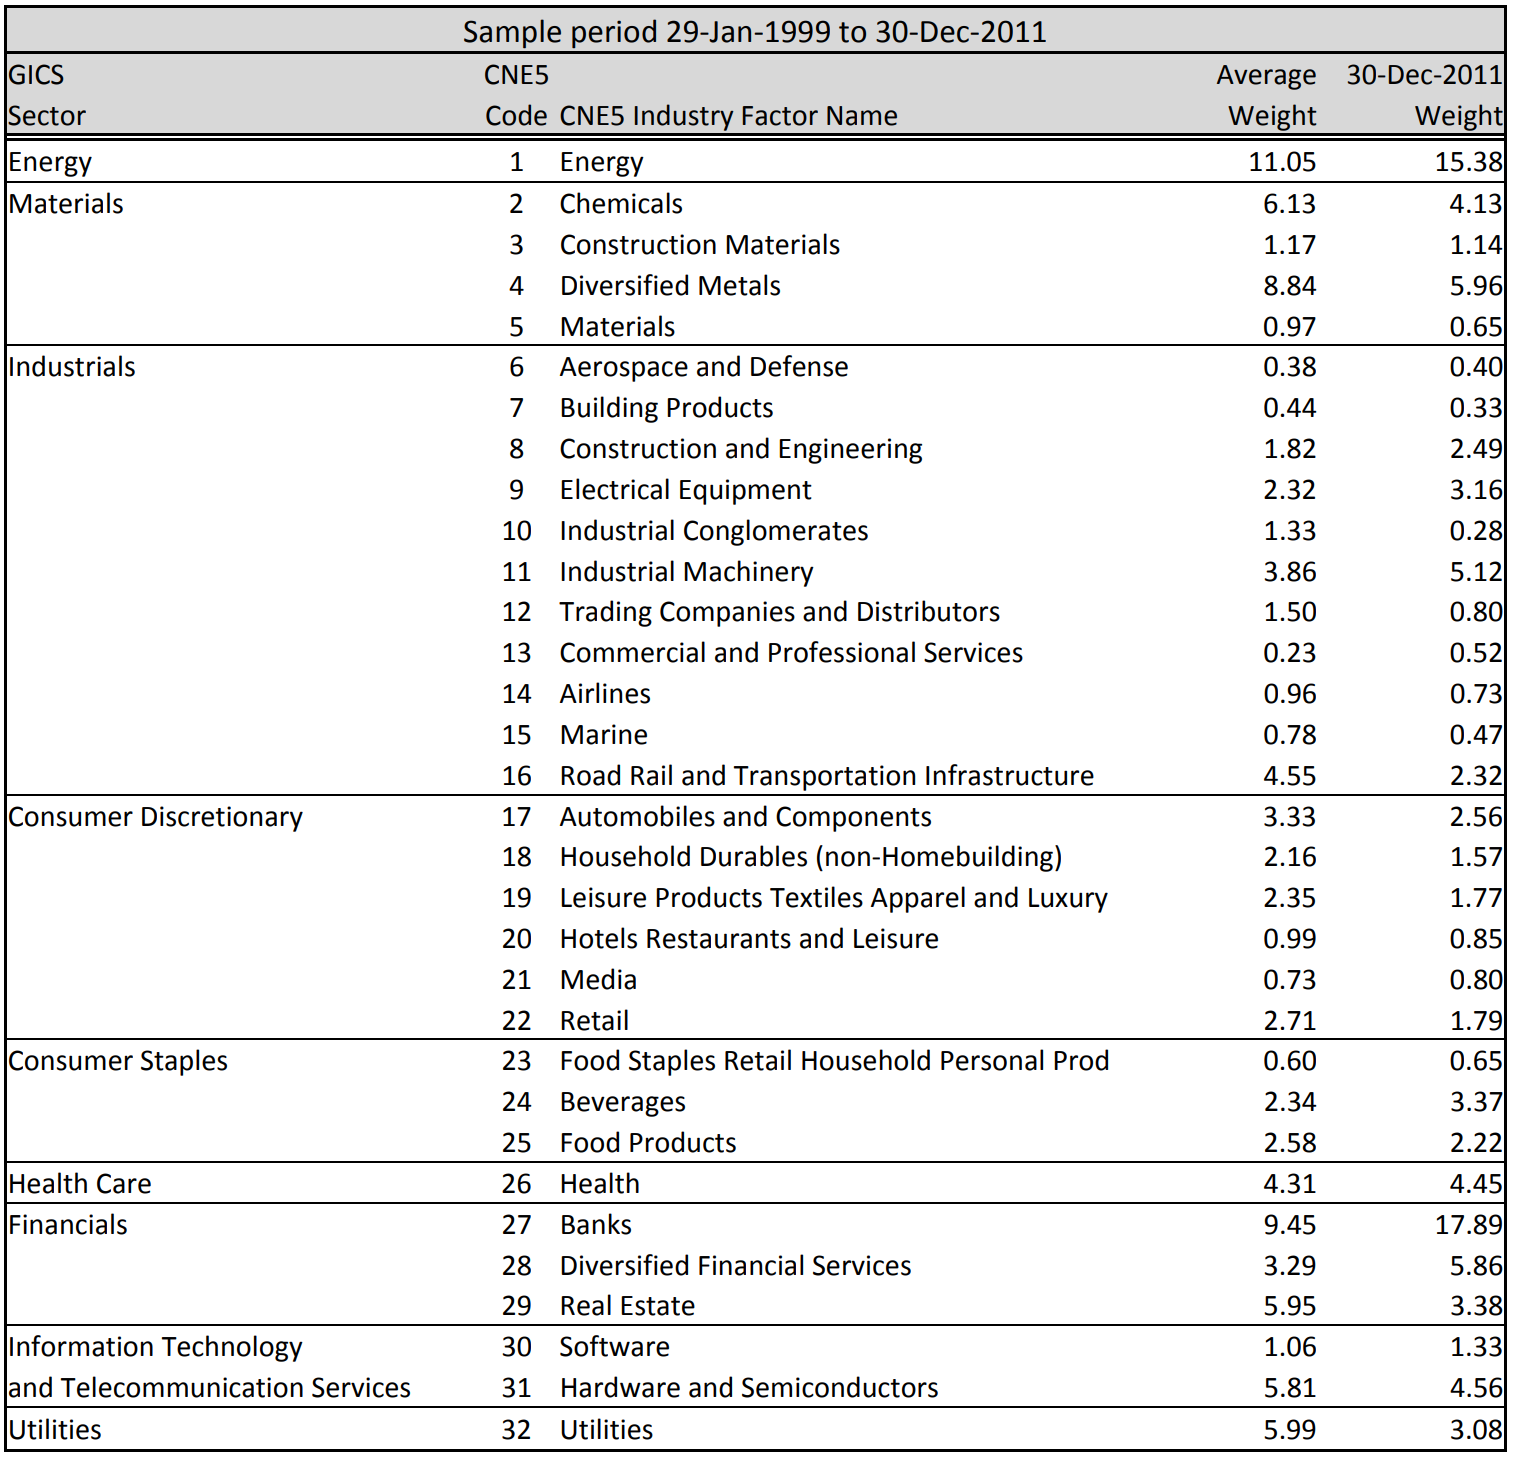 Sample period 29-Jan-1999 to 30-Dec-2011
GICS CNE5 Average 30-Dec-2011
Sector Code CNE5 Industry Factor Name Weight Weight
Energy 1 Energy 11.05 15.38
Materials 2 Chemicals 6.13 4.13
3 Construction Materials 1.17 1.14
4 Diversified Metals 8.84 5.96
5 Materials 0.97 0.65
Industrials 6 Aerospace and Defense 0.38 0.40
7 Building Products 0.44 0.33
8 Construction and Engineering 1.82 2.49
9 Electrical Equipment 2.32 3.16
10 Industrial Conglomerates 1.33 0.28
11 Industrial Machinery 3.86 5.12
12 Trading Companies and Distributors 1.50 0.80
13 Commercial and Professional Services 0.23 0.52
14 Airlines 0.96 0.73
15 Marine 0.78 0.47
16 Road Rail and Transportation Infrastructure 4.55 2.32
Consumer Discretionary 17 Automobiles and Components 3.33 2.56
18 Household Durables (non-Homebuilding) 2.16 1.57
19 Leisure Products Textiles Apparel and Luxury 2.35 1.77
20 Hotels Restaurants and Leisure 0.99 0.85
21 Media 0.73 0.80
22 Retail 2.71 1.79
Consumer Staples 23 Food Staples Retail Household Personal Prod 0.60 0.65
24 Beverages 2.34 3.37
25 Food Products 2.58 2.22
Health Care 26 Health 4.31 4.45
Financials 27 Banks 9.45 17.89
28 Diversified Financial Services 3.29 5.86
29 Real Estate 5.95 3.38
Information Technology 30 Software 1.06 1.33
and Telecommunication Services 31 Hardware and Semiconductors 5.81 4.56
Utilities 32 Utilities 5.99 3.08